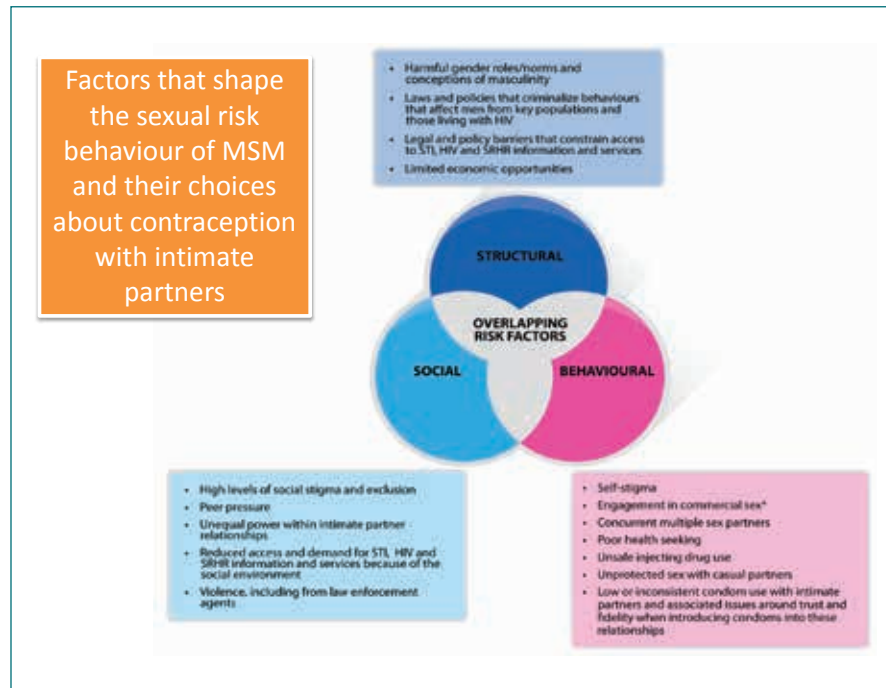 Factors that shape
the sexual risk
behaviour of MSM
and their choices
about contraception
with intimate
partners
• Harmful gender roles/norms and
conceptions of masculinity
• Laws and policies that criminalize behaviours
that affect men from key populations and
those living with HIV
• Legal and policy barriers that constrain access
to STI, HIV and SRHR information and services
• Limited economic opportunities
STRUCTURAL
OVERLAPPING
RISK FACTORS
SOCIAL
BEHAVIOURAL
• High levels of social stigma and exclusion
• Peer pressure
• Unequal power within intimate partner
relationships
• Reduced access and demand for STI, HIV and
SRHR information and services because of the
social environment
• Violence, including from law enforcement
agents
• Self-stigma
• Engagement in commercial sex*
• Concurrent multiple sex partners
• Poor health seeking
• Unsafe injecting drug use
• Unprotected sex with casual partners
• Low or inconsistent condom use with intimate
partners and associated issues around trust and
fidelity when introducing condoms into these
relationships